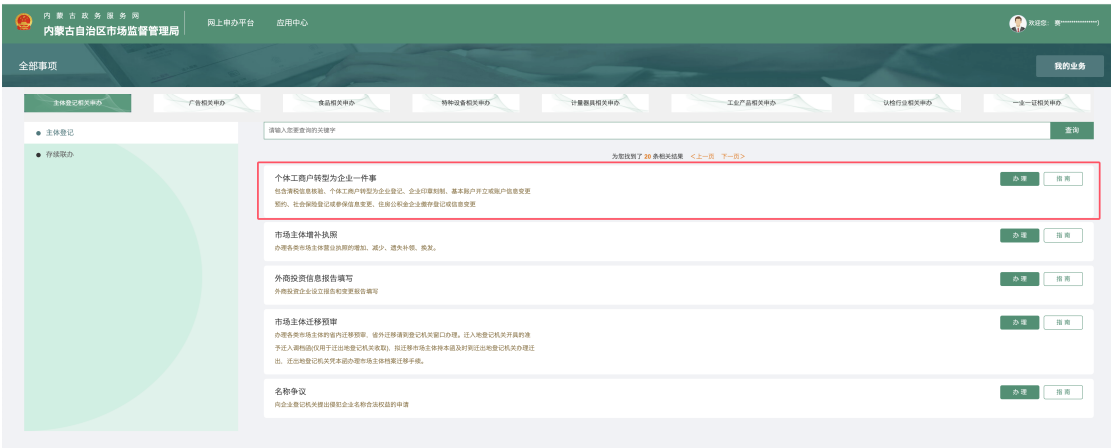 内蒙古政务服务网
内蒙古自治区市场监督管理局
网上申办平台 应用中心
欢迎您：
全部事项
我的业务
主体登记相关申办 广告相关申办 食品相关申办 特种设备相关申办 计量器具相关申办 工业产品相关申办 认检行业相关申办 一业一证相关申办
主体登记
存续联办
请输入您要查询的关键字
查询
为您找到了 20 条相关结果 <上一页 下一页>
个体工商户转型为企业一件事
包含清税信息核验、个体工商户转型为企业登记、企业印章刻制、基本账户开立或账户信息变更
预约、社会保险登记或参保信息变更、住房公积金企业缴存登记或信息变更
办理 指南
市场主体增补执照
办理各类市场主体营业执照的增加、减少、遗失补领、换发。
办理 指南
外商投资信息报告填写
外商投资企业设立报告和变更报告填写
办理 指南
市场主体迁移预审
办理各类市场主体的省内迁移预审，省外迁移请到登记机关窗口办理。迁入地登记机关开具的准
予迁入调档函(仅用于迁出地登记机关收取)，拟迁移市场主体持本函及时到迁出地登记机关办理迁
出，迁出地登记机关凭本函办理市场主体档案迁移手续。
办理 指南
名称争议
向企业登记机关提出侵犯企业名称合法权益的申请
办理 指南